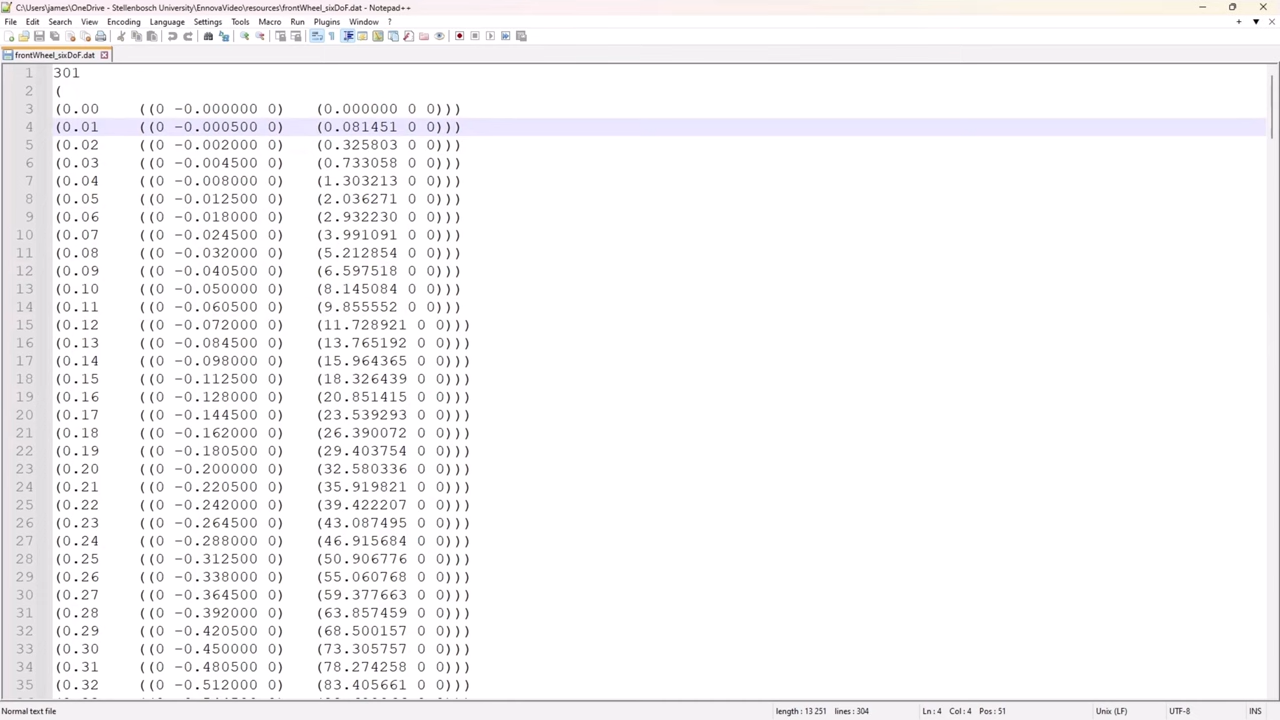 C:\Users\james\OneDrive - Stellenbosch University\EnnovaVideo\resources\frontWheel_sixDoF.dat - Notepad++
File Edit Search View Encoding Language Settings Tools Macro Run Plugins Window ?
frontWheel_sixDoF.dat
1 301
2 (
3 (0.00 ((0 -0.000000 0) (0.000000 0 0)))
4 (0.01 ((0 -0.000500 0) (0.081451 0 0)))
5 (0.02 ((0 -0.002000 0) (0.325803 0 0)))
6 (0.03 ((0 -0.004500 0) (0.733058 0 0)))
7 (0.04 ((0 -0.008000 0) (1.303213 0 0)))
8 (0.05 ((0 -0.012500 0) (2.036271 0 0)))
9 (0.06 ((0 -0.018000 0) (2.932230 0 0)))
10 (0.07 ((0 -0.024500 0) (3.991091 0 0)))
11 (0.08 ((0 -0.032000 0) (5.212854 0 0)))
12 (0.09 ((0 -0.040500 0) (6.597518 0 0)))
13 (0.10 ((0 -0.050000 0) (8.145084 0 0)))
14 (0.11 ((0 -0.060500 0) (9.855552 0 0)))
15 (0.12 ((0 -0.072000 0) (11.728921 0 0)))
16 (0.13 ((0 -0.084500 0) (13.765192 0 0)))
17 (0.14 ((0 -0.098000 0) (15.964365 0 0)))
18 (0.15 ((0 -0.112500 0) (18.326439 0 0)))
19 (0.16 ((0 -0.128000 0) (20.851415 0 0)))
20 (0.17 ((0 -0.144500 0) (23.539293 0 0)))
21 (0.18 ((0 -0.162000 0) (26.390072 0 0)))
22 (0.19 ((0 -0.180500 0) (29.403754 0 0)))
23 (0.20 ((0 -0.200000 0) (32.580336 0 0)))
24 (0.21 ((0 -0.220500 0) (35.919821 0 0)))
25 (0.22 ((0 -0.242000 0) (39.422207 0 0)))
26 (0.23 ((0 -0.264500 0) (43.087495 0 0)))
27 (0.24 ((0 -0.288000 0) (46.915684 0 0)))
28 (0.25 ((0 -0.312500 0) (50.906776 0 0)))
29 (0.26 ((0 -0.338000 0) (55.060768 0 0)))
30 (0.27 ((0 -0.364500 0) (59.377663 0 0)))
31 (0.28 ((0 -0.392000 0) (63.857459 0 0)))
32 (0.29 ((0 -0.420500 0) (68.500157 0 0)))
33 (0.30 ((0 -0.450000 0) (73.305757 0 0)))
34 (0.31 ((0 -0.480500 0) (78.274258 0 0)))
35 (0.32 ((0 -0.512000 0) (83.405661 0 0)))
Normal text file length : 13 251 lines : 304 Ln : 4 Col : 4 Pos : 51 Unix (LF) UTF-8 INS